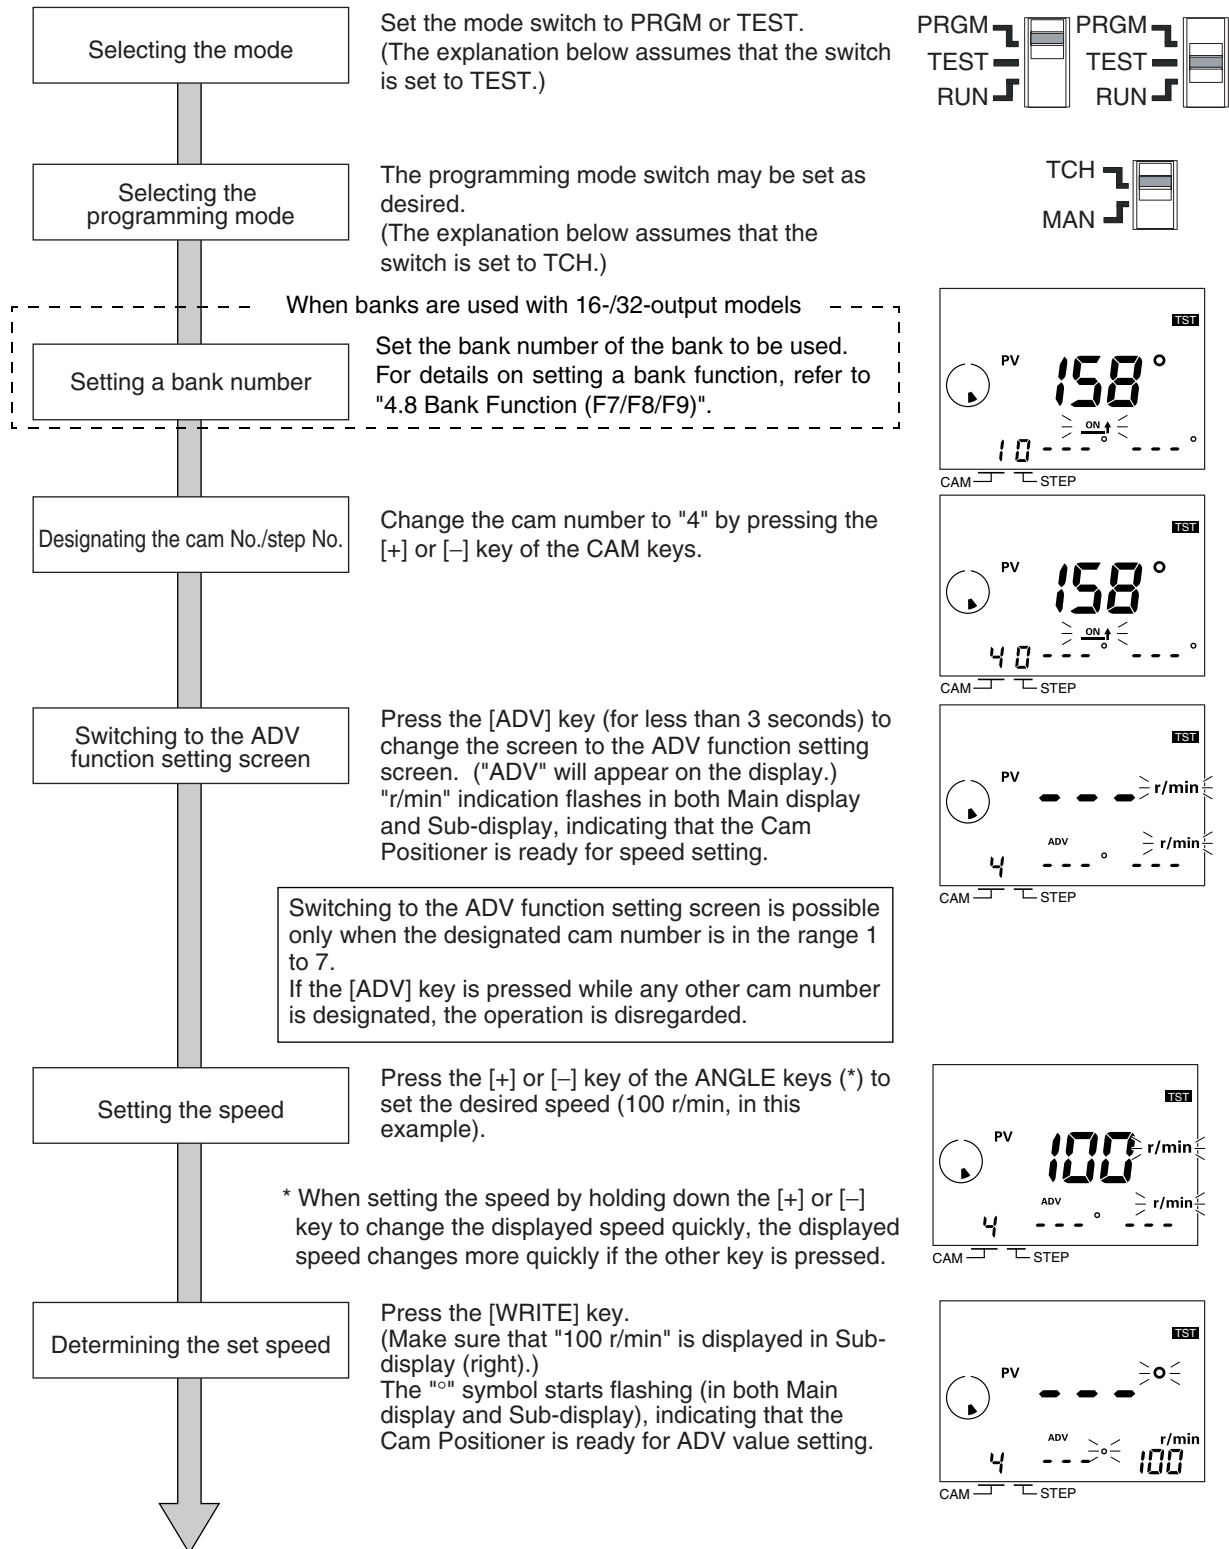 Selecting the mode
Set the mode switch to PRGM or TEST.
(The explanation below assumes that the switch
is set to TEST.)
PRGM
TEST
RUN
PRGM
TEST
RUN
Selecting the
programming mode
The programming mode switch may be set as
desired.
(The explanation below assumes that the
switch is set to TCH.)
TCH
MAN
When banks are used with 16-/32-output models
Setting a bank number
Set the bank number of the bank to be used.
For details on setting a bank function, refer to
"4.8 Bank Function (F7/F8/F9)".
TST
PV 158°
ON
10 ---° ---°
CAM STEP
Designating the cam No./step No.
Change the cam number to "4" by pressing the
[+] or [–] key of the CAM keys.
TST
PV 158°
ON
40 ---° ---°
CAM STEP
Switching to the ADV
function setting screen
Press the [ADV] key (for less than 3 seconds) to
change the screen to the ADV function setting
screen. ("ADV" will appear on the display.)
"r/min" indication flashes in both Main display
and Sub-display, indicating that the Cam
Positioner is ready for speed setting.
TST
PV --- r/min
ADV r/min
4 ---° ---
CAM STEP
Switching to the ADV function setting screen is possible
only when the designated cam number is in the range 1
to 7.
If the [ADV] key is pressed while any other cam number
is designated, the operation is disregarded.
Setting the speed
Press the [+] or [–] key of the ANGLE keys (*) to
set the desired speed (100 r/min, in this
example).
* When setting the speed by holding down the [+] or [–]
key to change the displayed speed quickly, the displayed
speed changes more quickly if the other key is pressed.
TST
PV 100 r/min
ADV r/min
4 ---° ---
CAM STEP
Determining the set speed
Press the [WRITE] key.
(Make sure that "100 r/min" is displayed in Sub-
display (right).)
The "°" symbol starts flashing (in both Main
display and Sub-display), indicating that the
Cam Positioner is ready for ADV value setting.
TST
PV ---°
ADV r/min
4 ---° 100
CAM STEP